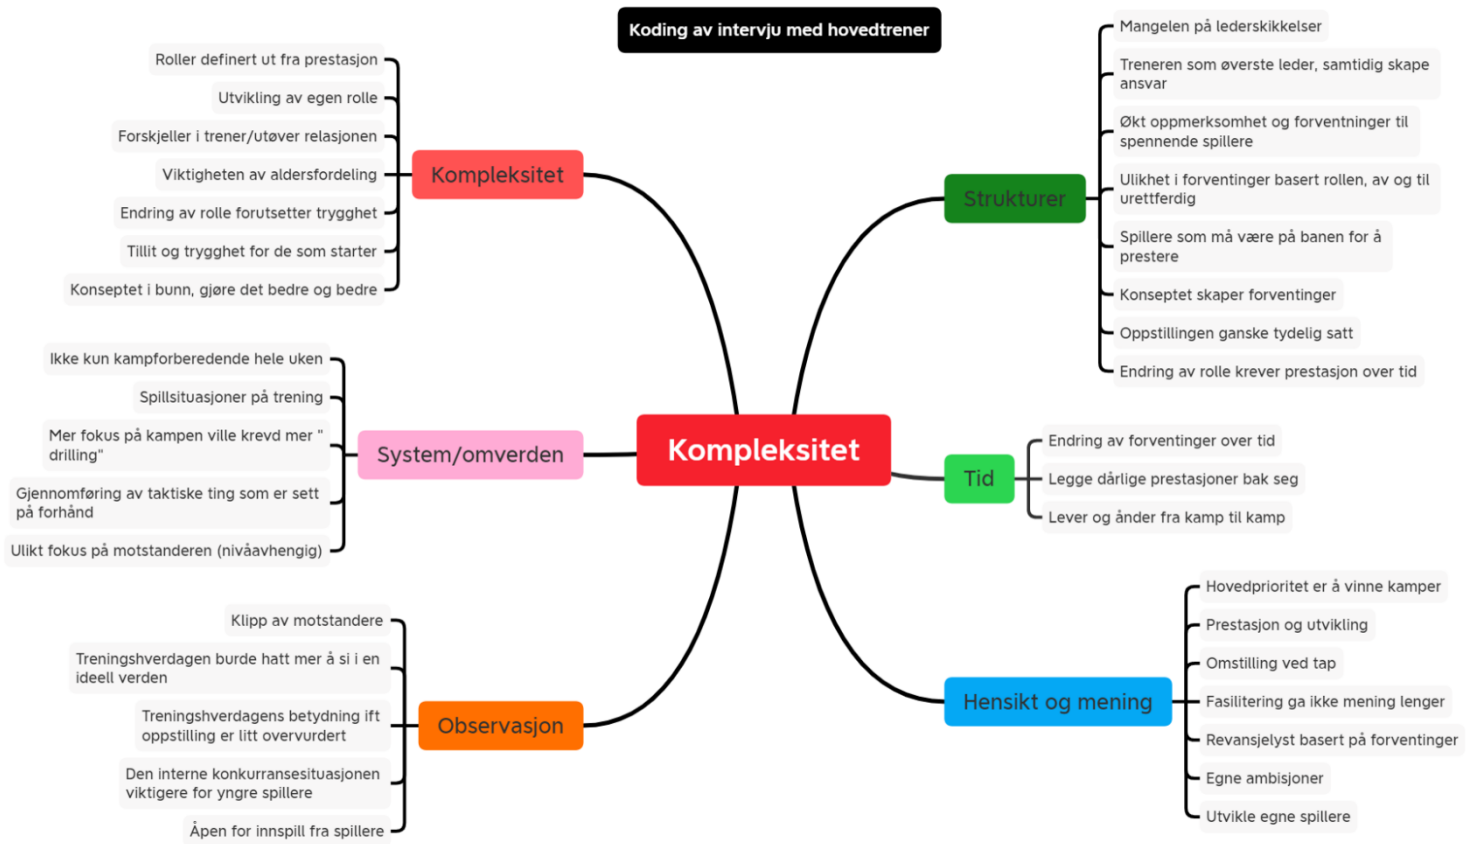 Koding av intervju med hovedtrener
Kompleksitet
Kompleksitet
Roller definert ut fra prestasjon
Utvikling av egen rolle
Forskjeller i trener/utøver relasjonen
Viktigheten av aldersfordeling
Endring av rolle forutsetter trygghet
Tillit og trygghet for de som starter
Konseptet i bunn, gjøre det bedre og bedre
System/omverden
Ikke kun kampforberedende hele uken
Spillsituasjoner på trening
Mer fokus på kampen ville krevd mer "
drilling"
Gjennomføring av taktiske ting som er sett
på forhånd
Ulikt fokus på motstanderen (nivåavhengig)
Observasjon
Klipp av motstandere
Treningshverdagen burde hatt mer å si i en
ideell verden
Treningshverdagens betydning ift
oppstilling er litt overvurdert
Den interne konkurransesituasjonen
viktigere for yngre spillere
Åpen for innspill fra spillere
Strukturer
Mangelen på lederskikkelser
Treneren som øverste leder, samtidig skape
ansvar
Økt oppmerksomhet og forventninger til
spennende spillere
Ulikhet i forventinger basert rollen, av og til
urettferdig
Spillere som må være på banen for å
prestere
Konseptet skaper forventinger
Oppstillingen ganske tydelig satt
Endring av rolle krever prestasjon over tid
Tid
Endring av forventinger over tid
Legge dårlige prestasjoner bak seg
Lever og ånder fra kamp til kamp
Hensikt og mening
Hovedprioritet er å vinne kamper
Prestasjon og utvikling
Omstilling ved tap
Fasilitering ga ikke mening lenger
Revansjelyst basert på forventinger
Egne ambisjoner
Utvikle egne spillere